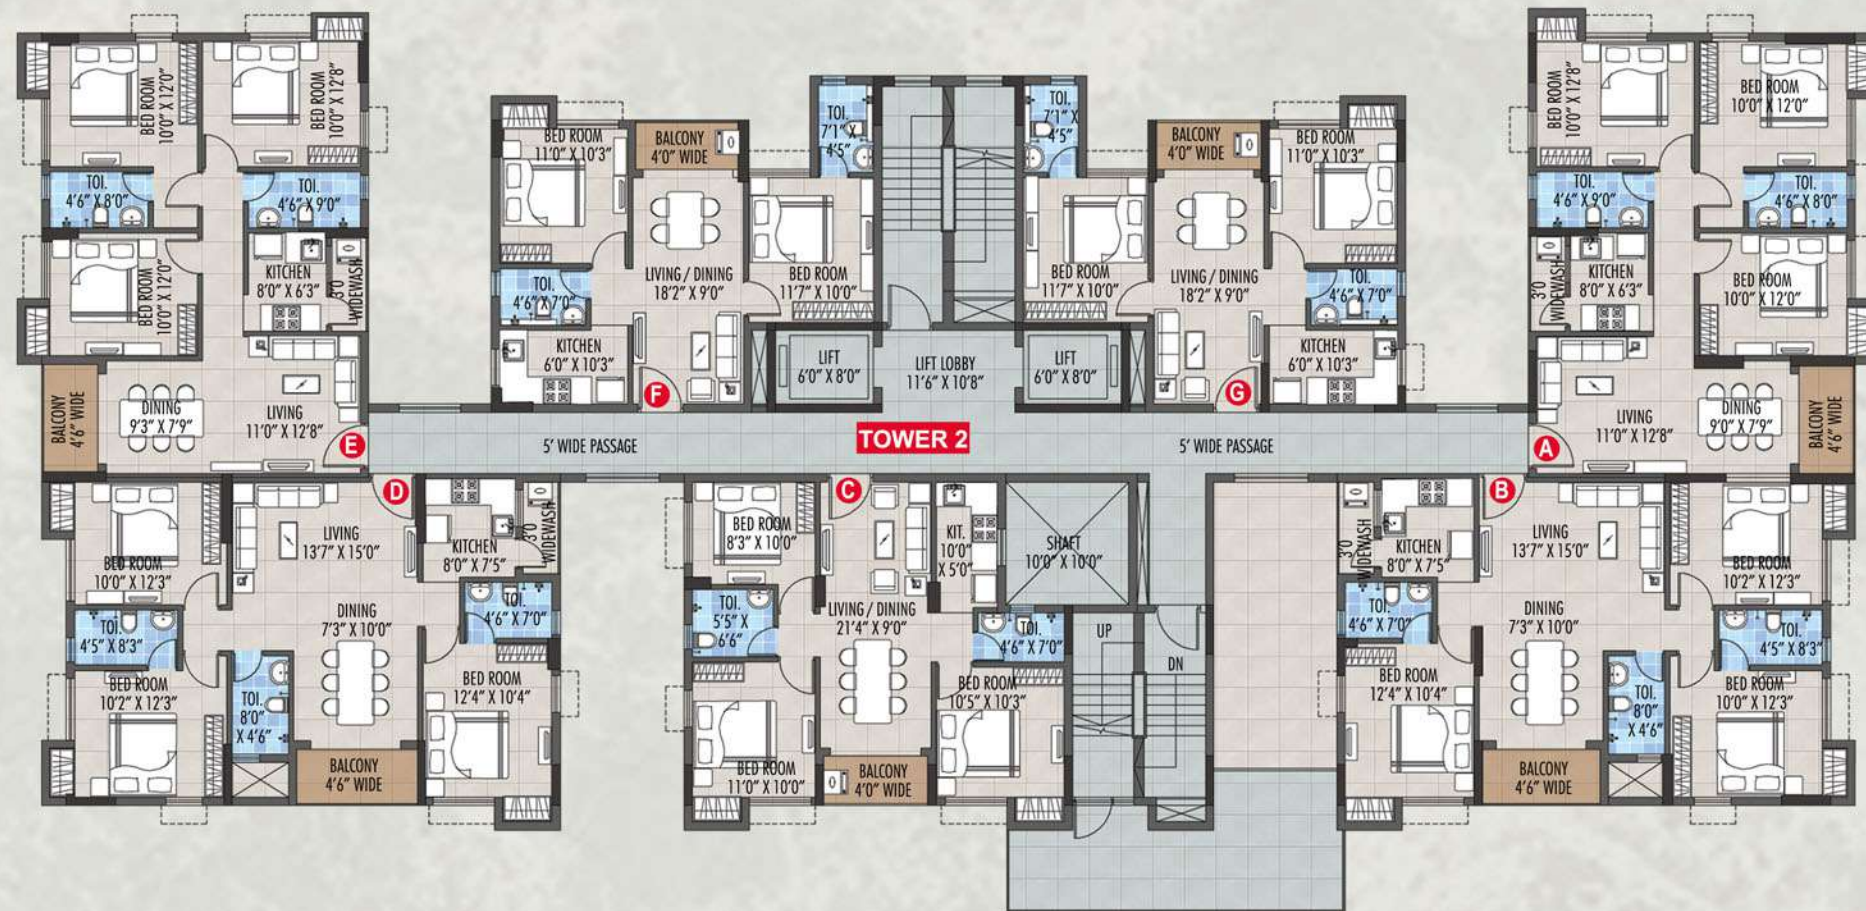 BED ROOM
10'0" X 12'0"
BED ROOM
10'0" X 12'8"
TOI.
4'6" X 8'0"
TOI.
4'6" X 9'0"
BED ROOM
10'0" X 12'0"
KITCHEN
8'0" X 6'3"
3'0
WIDEWASH
BALCONY
4'6" WIDE
DINING
9'3" X 7'9"
LIVING
11'0" X 12'8"
E
BED ROOM
11'0" X 10'3"
BALCONY
4'0" WIDE
TOI.
7'1" X
4'5"
LIVING / DINING
18'2" X 9'0"
BED ROOM
11'7" X 10'0"
TOI.
4'6" X 7'0"
KITCHEN
6'0" X 10'3"
F
LIFT
6'0" X 8'0"
LIFT LOBBY
11'6" X 10'8"
LIFT
6'0" X 8'0"
TOI.
7'1" X
4'5"
BALCONY
4'0" WIDE
BED ROOM
11'0" X 10'3"
BED ROOM
11'7" X 10'0"
LIVING / DINING
18'2" X 9'0"
TOI.
4'6" X 7'0"
KITCHEN
6'0" X 10'3"
G
BED ROOM
10'0" X 12'8"
BED ROOM
10'0" X 12'0"
TOI.
4'6" X 9'0"
TOI.
4'6" X 8'0"
3'0
WIDEWASH
KITCHEN
8'0" X 6'3"
BED ROOM
10'0" X 12'0"
LIVING
11'0" X 12'8"
DINING
9'0" X 7'9"
BALCONY
4'6" WIDE
A
5' WIDE PASSAGE
TOWER 2
5' WIDE PASSAGE
D
BED ROOM
10'0" X 12'3"
LIVING
13'7" X 15'0"
KITCHEN
8'0" X 7'5"
3'0
WIDEWASH
TOI.
4'5" X 8'3"
DINING
7'3" X 10'0"
TOI.
4'6" X 7'0"
BED ROOM
10'2" X 12'3"
TOI.
8'0"
X 4'6"
BED ROOM
12'4" X 10'4"
BALCONY
4'6" WIDE
C
BED ROOM
8'3" X 10'0"
KIT.
10'0"
X 5'0"
TOI.
5'5" X
6'6"
LIVING / DINING
21'4" X 9'0"
TOI.
4'6" X 7'0"
BED ROOM
11'0" X 10'0"
BALCONY
4'0" WIDE
BED ROOM
10'5" X 10'3"
SHAFT
10'0" X 10'0"
UP
DN
B
3'0
WIDEWASH
KITCHEN
8'0" X 7'5"
LIVING
13'7" X 15'0"
BED ROOM
10'2" X 12'3"
TOI.
4'6" X 7'0"
DINING
7'3" X 10'0"
TOI.
4'5" X 8'3"
BED ROOM
12'4" X 10'4"
TOI.
8'0"
X 4'6"
BED ROOM
10'0" X 12'3"
BALCONY
4'6" WIDE